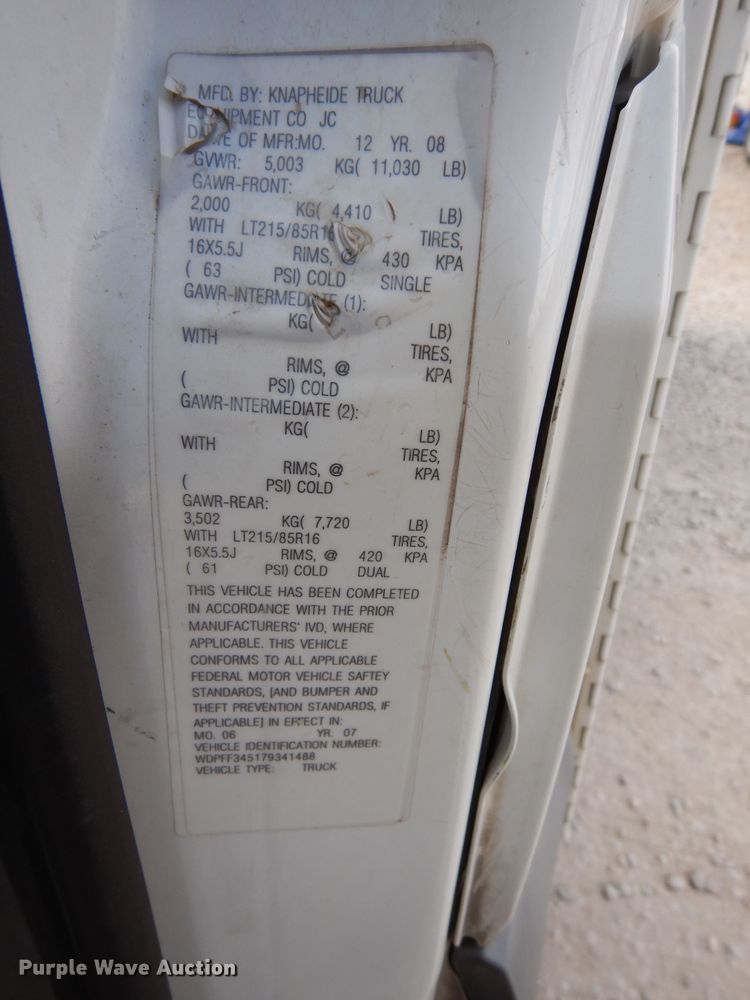 MFD. BY: KNAPHEIDE TRUCK
EQUIPMENT CO JC
DATE OF MFR:MO. 12 YR. 08
GVWR: 5,003 KG( 11,030 LB)
GAWR-FRONT:
2,000 KG( 4,410 LB)
WITH LT215/85R16 TIRES,
16X5.5J RIMS, @ 430 KPA
( 63 PSI) COLD SINGLE
GAWR-INTERMEDIATE (1):
KG( LB)
WITH TIRES,
RIMS, @ KPA
( PSI) COLD
GAWR-INTERMEDIATE (2):
KG( LB)
WITH TIRES,
RIMS, @ KPA
( PSI) COLD
GAWR-REAR:
3,502 KG( 7,720 LB)
WITH LT215/85R16 TIRES,
16X5.5J RIMS, @ 420 KPA
( 61 PSI) COLD DUAL
THIS VEHICLE HAS BEEN COMPLETED
IN ACCORDANCE WITH THE PRIOR
MANUFACTURERS' IVD, WHERE
APPLICABLE. THIS VEHICLE
CONFORMS TO ALL APPLICABLE
FEDERAL MOTOR VEHICLE SAFTEY
STANDARDS, [AND BUMPER AND
THEFT PREVENTION STANDARDS, IF
APPLICABLE] IN EFECT IN:
MO. 06 YR. 07
VEHICLE IDENTIFICATION NUMBER:
WDPFF345179341488
VEHICLE TYPE: TRUCK
Purple Wave Auction